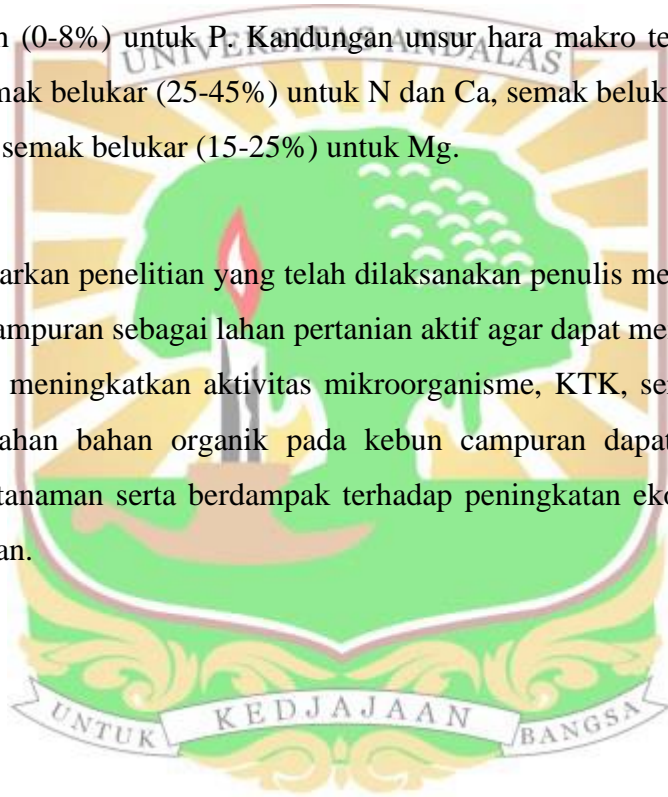 n (0-8%) untuk P. Kandungan unsur hara makro te
UNIVERSITAS ANDALAS
mak belukar (25-45%) untuk N dan Ca, semak beluk
semak belukar (15-25%) untuk Mg.
arkan penelitian yang telah dilaksanakan penulis me
ampuran sebagai lahan pertanian aktif agar dapat me
meningkatkan aktivitas mikroorganisme, KTK, se
ahan bahan organik pada kebun campuran dapat
tanaman serta berdampak terhadap peningkatan eko
an.
UNTUK KEDJAJAAN BANGSA